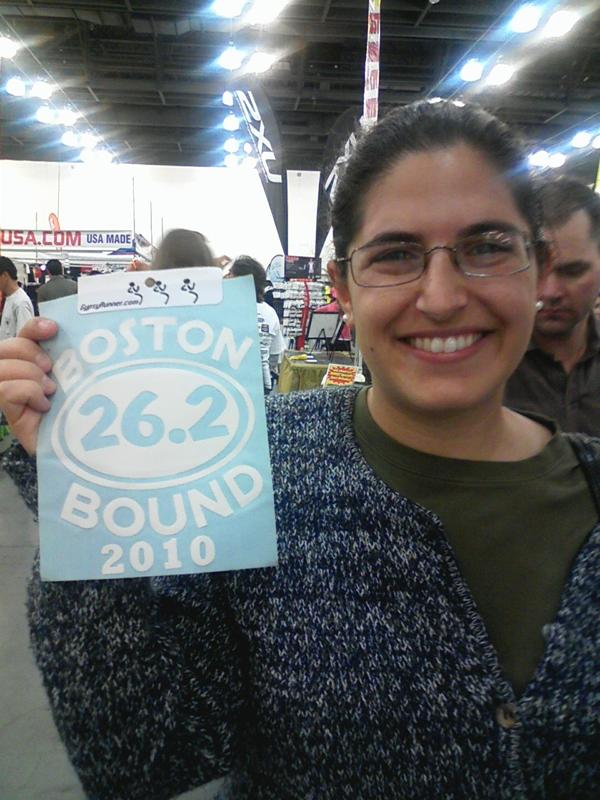 2XU
USA.COM USA MADE
GypsyRunner.com
BOSTON
26.2
BOUND
2010